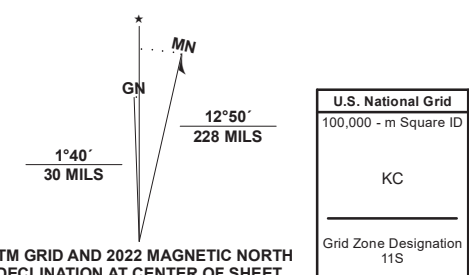 ★
MN
GN
12°50´
228 MILS
1°40´
30 MILS
TM GRID AND 2022 MAGNETIC NORTH
DECLINATION AT CENTER OF SHEET
U.S. National Grid
100,000 - m Square ID
KC
Grid Zone Designation
11S